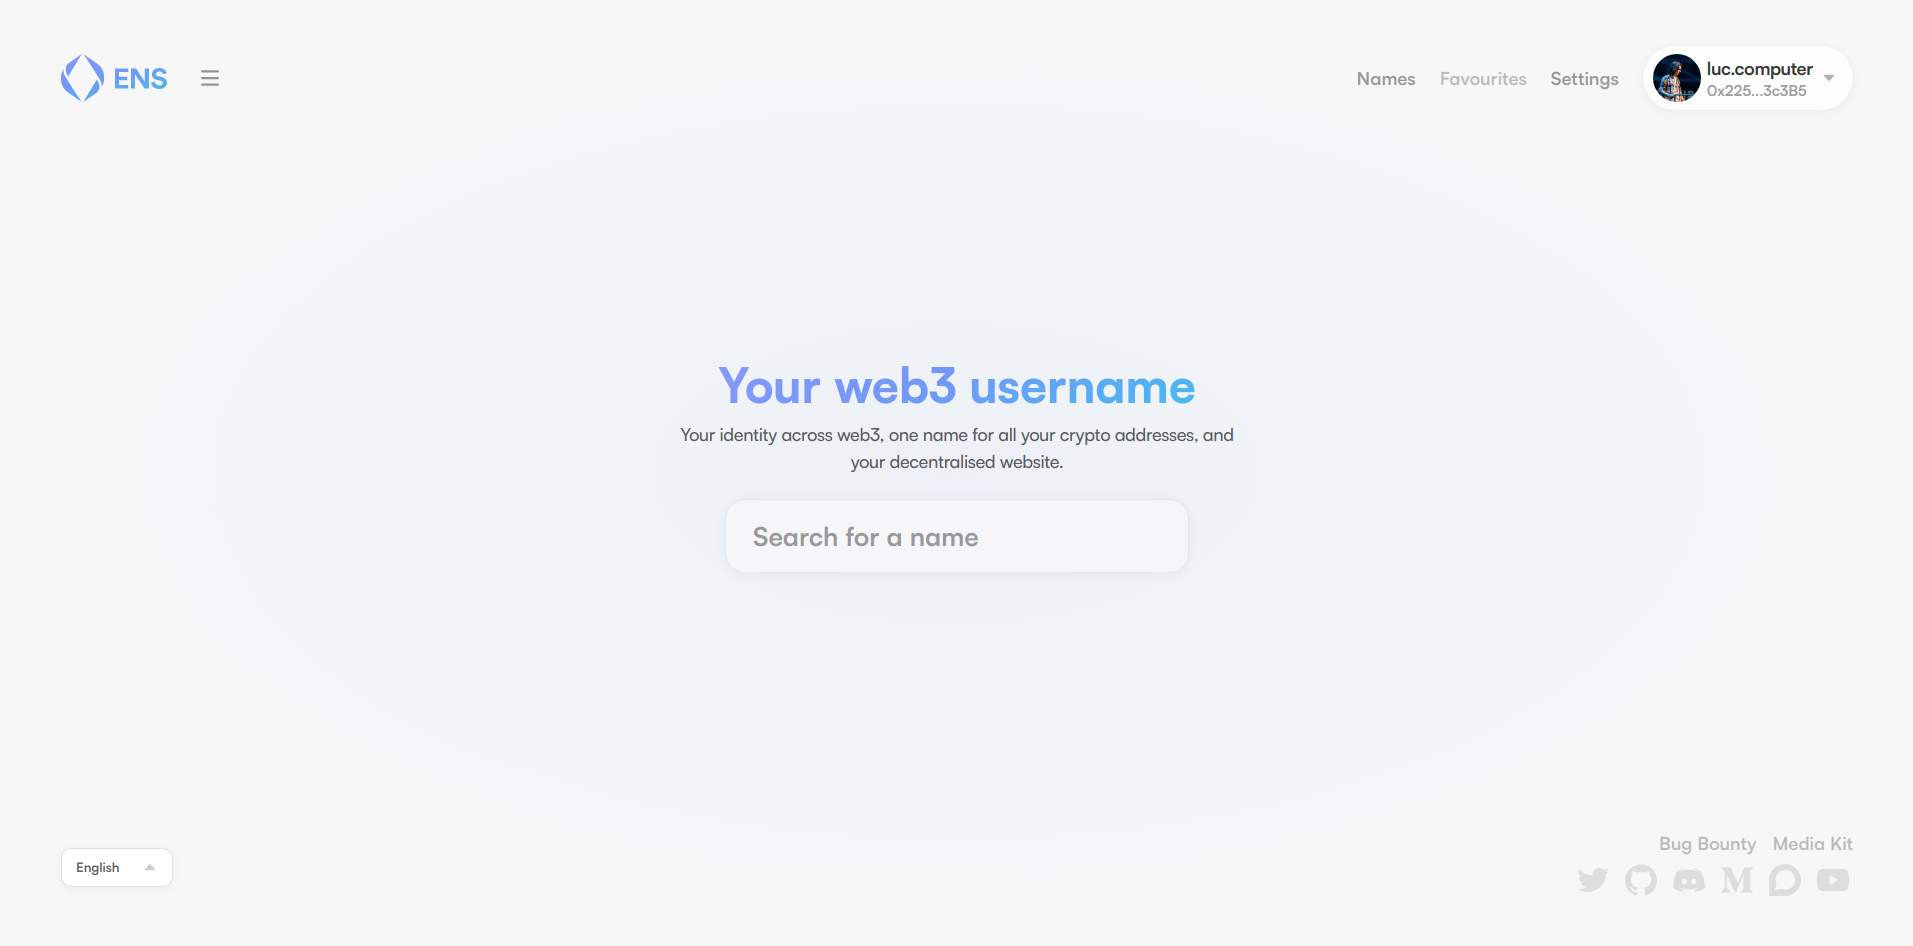 ENS
Names Favourites Settings
luc.computer
0x225...3c3B5
Your web3 username
Your identity across web3, one name for all your crypto addresses, and
your decentralised website.
Search for a name
Bug Bounty Media Kit
English